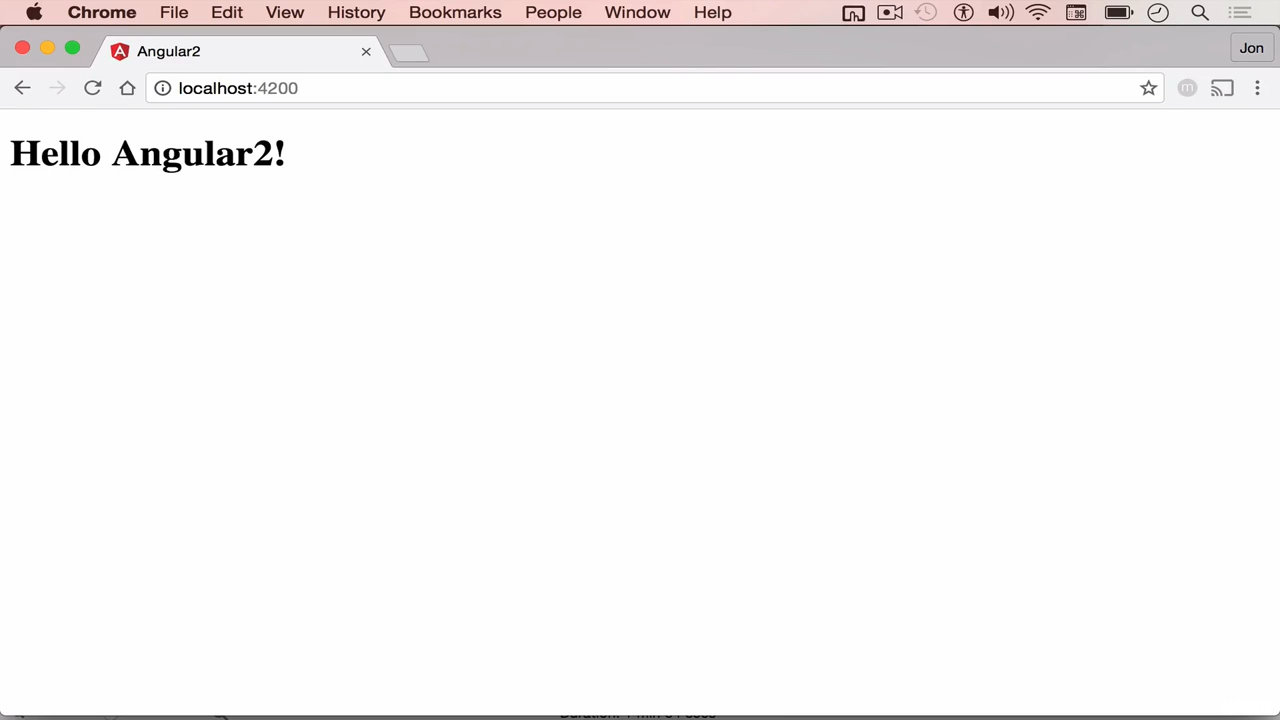 Chrome File Edit View History Bookmarks People Window Help
Angular2
Jon
localhost:4200
Hello Angular2!